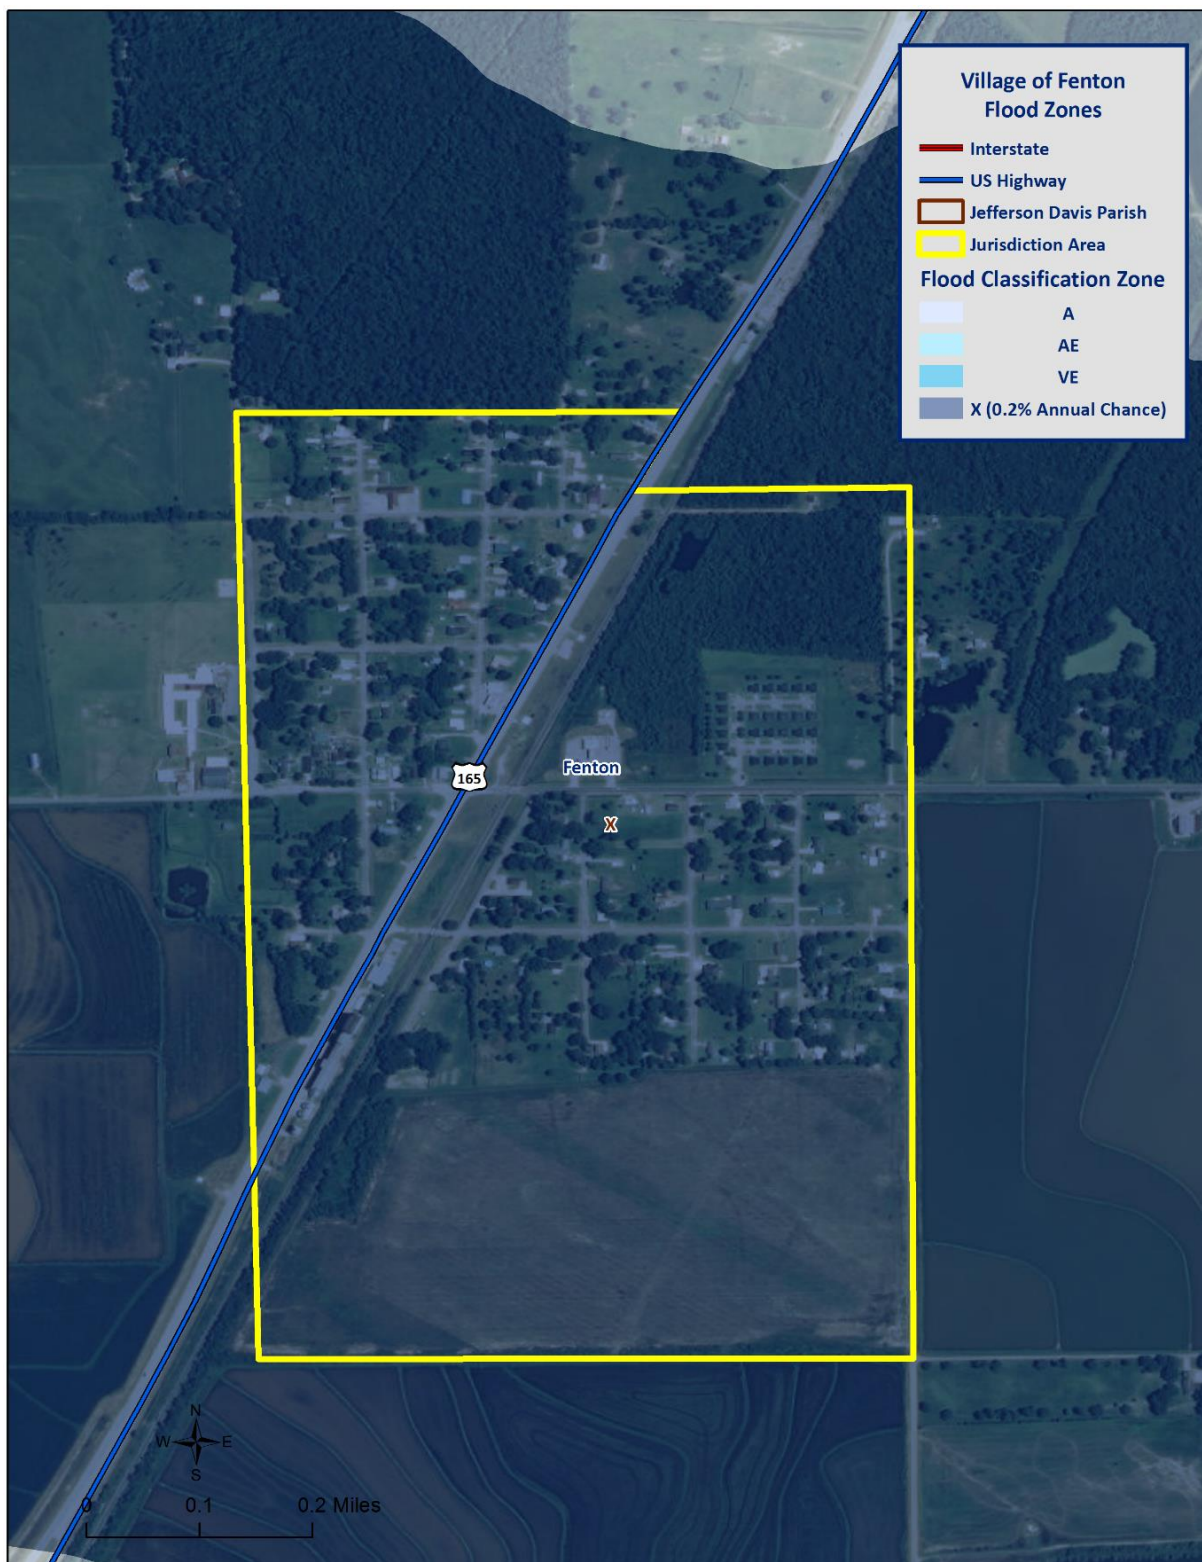 Village of Fenton
Flood Zones
Interstate
US Highway
Jefferson Davis Parish
Jurisdiction Area
Flood Classification Zone
A
AE
VE
X (0.2% Annual Chance)
165
Fenton
X
N
W E
S
0 0.1 0.2 Miles